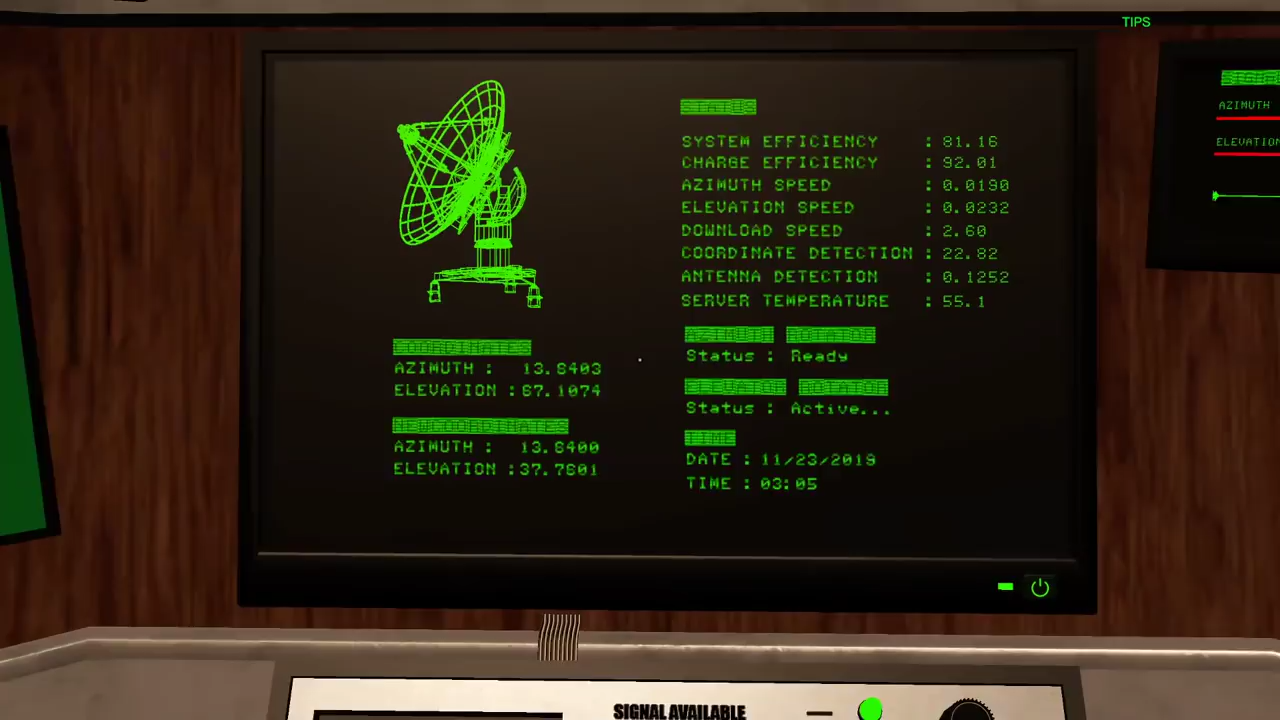 TIPS
STATUS
SYSTEM EFFICIENCY : 81.16
CHARGE EFFICIENCY : 92.01
AZIMUTH SPEED : 0.0190
ELEVATION SPEED : 0.0232
DOWNLOAD SPEED : 2.60
COORDINATE DETECTION : 22.82
ANTENNA DETECTION : 0.1252
SERVER TEMPERATURE : 55.1
Status : Ready
Status : Active...
TIME
DATE : 11/23/2019
TIME : 03:05
COORDINATES
AZIMUTH : 13.8403
ELEVATION :87.1074
AZIMUTH : 13.8400
ELEVATION :37.7801
AZIMUTH
ELEVATION
SIGNAL AVAILABLE